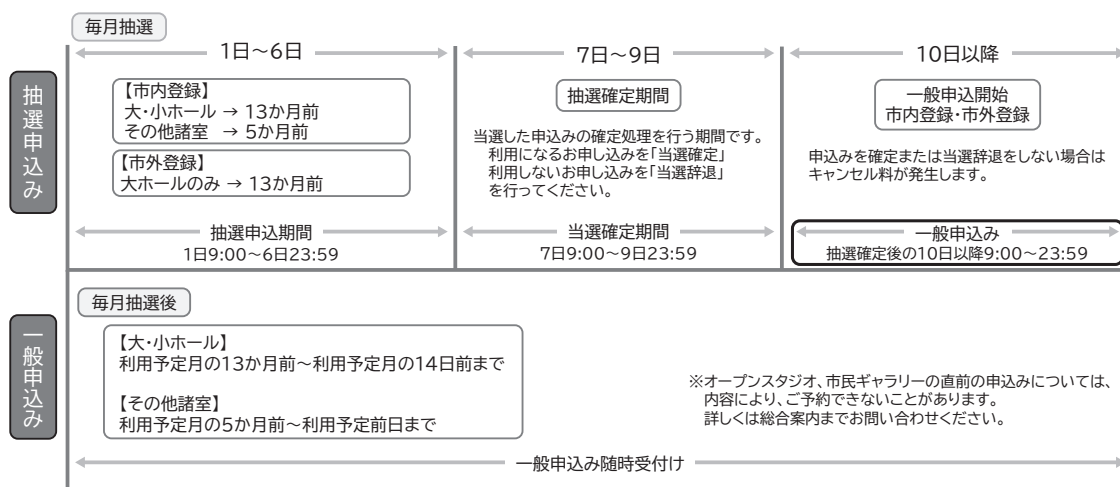 毎月抽選
抽選申込み
1日～6日
【市内登録】
大・小ホール → 13か月前
その他諸室 → 5か月前
【市外登録】
大ホールのみ → 13か月前
抽選申込期間
1日9:00～6日23:59
7日～9日
抽選確定期間
当選した申込みの確定処理を行う期間です。
利用になるお申し込みを「当選確定」
利用しないお申し込みを「当選辞退」
を行ってください。
当選確定期間
7日9:00～9日23:59
10日以降
一般申込開始
市内登録・市外登録
申込みを確定または当選辞退をしない場合は
キャンセル料が発生します。
一般申込み
抽選確定後の10日以降9:00～23:59
毎月抽選後
一般申込み
【大・小ホール】
利用予定月の13か月前～利用予定月の14日前まで
【その他諸室】
利用予定月の5か月前～利用予定前日まで
※オープンスタジオ、市民ギャラリーの直前の申込みについては、
内容により、ご予約できないことがあります。
詳しくは総合案内までお問い合わせください。
一般申込み随時受付け